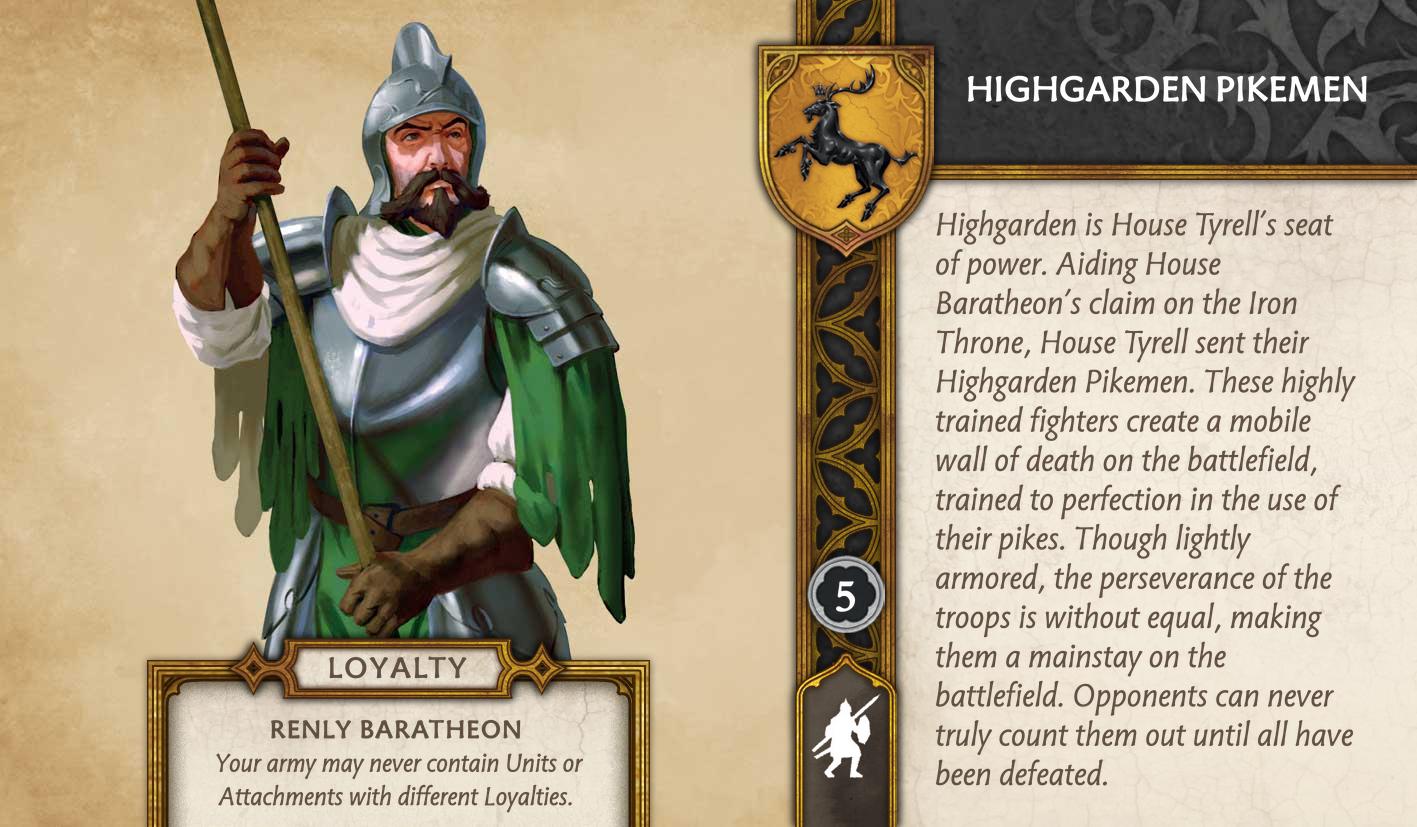 HIGHGARDEN PIKEMEN
Highgarden is House Tyrell's seat
of power. Aiding House
Baratheon's claim on the Iron
Throne, House Tyrell sent their
Highgarden Pikemen. These highly
trained fighters create a mobile
wall of death on the battlefield,
trained to perfection in the use of
their pikes. Though lightly
armored, the perseverance of the
troops is without equal, making
them a mainstay on the
battlefield. Opponents can never
truly count them out until all have
been defeated.
5
LOYALTY
RENLY BARATHEON
Your army may never contain Units or
Attachments with different Loyalties.